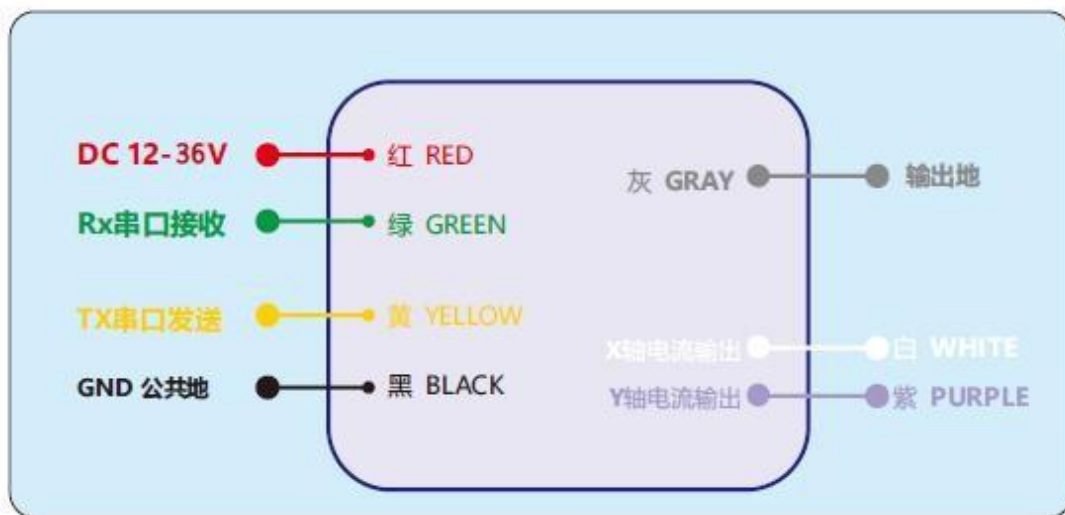 DC 12-36V 红 RED
Rx串口接收 绿 GREEN
TX串口发送 黄 YELLOW
GND 公共地 黑 BLACK
灰 GRAY 输出地
X轴电流输出 白 WHITE
Y轴电流输出 紫 PURPLE